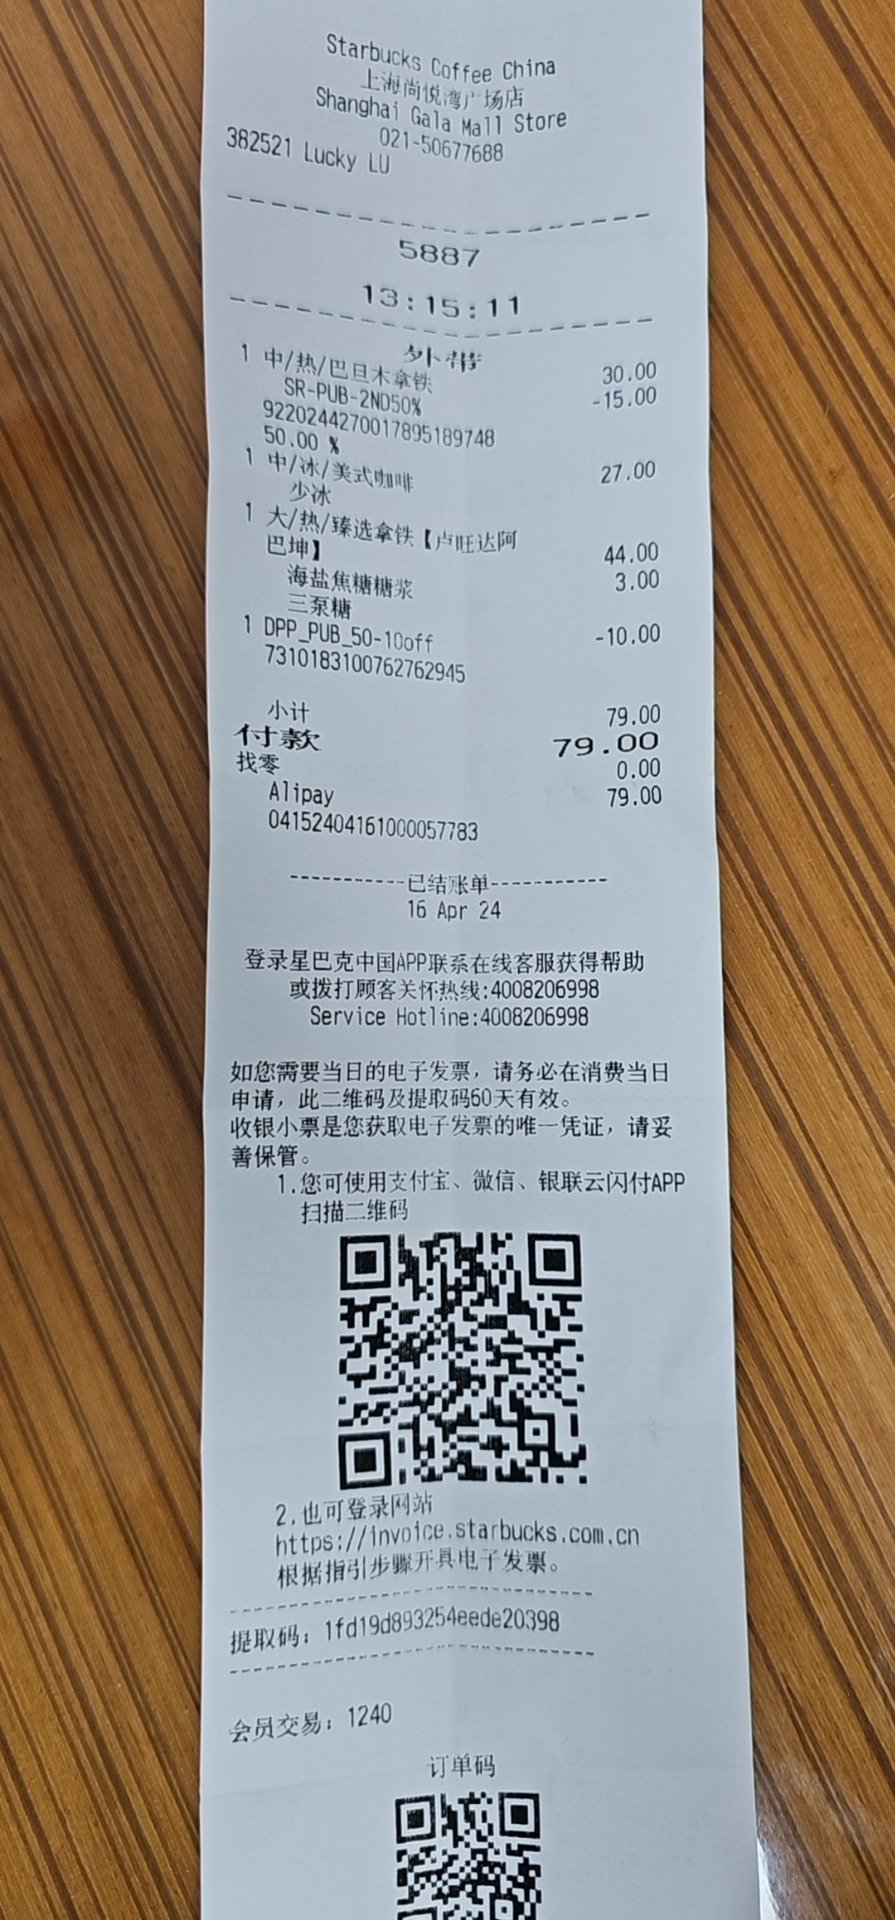 Starbucks Coffee China
上海尚悦湾广场店
Shanghai Gala Mall Store
021-50677688
382521 Lucky LU
5887
13:15:11
外带
1 中/热/巴旦木拿铁 30.00
SR-PUB-2ND50% -15.00
9220244270017895189748
50.00 %
1 中/冰/美式咖啡 27.00
少冰
1 大/热/臻选拿铁【卢旺达阿
巴坤】 44.00
海盐焦糖糖浆 3.00
三泵糖
1 DPP_PUB_50-10off -10.00
7310183100762762945
小计 79.00
付款 79.00
找零 0.00
Alipay 79.00
04152404161000057783
-----------已结账单-----------
16 Apr 24
登录星巴克中国APP联系在线客服获得帮助
或拨打顾客关怀热线:4008206998
Service Hotline:4008206998
如您需要当日的电子发票，请务必在消费当日
申请，此二维码及提取码60天有效。
收银小票是您获取电子发票的唯一凭证，请妥
善保管。
1.您可使用支付宝、微信、银联云闪付APP
扫描二维码
2.也可登录网站
https://invoice.starbucks.com.cn
根据指引步骤开具电子发票。
提取码：1fd19d893254eede20398
会员交易：1240
订单码